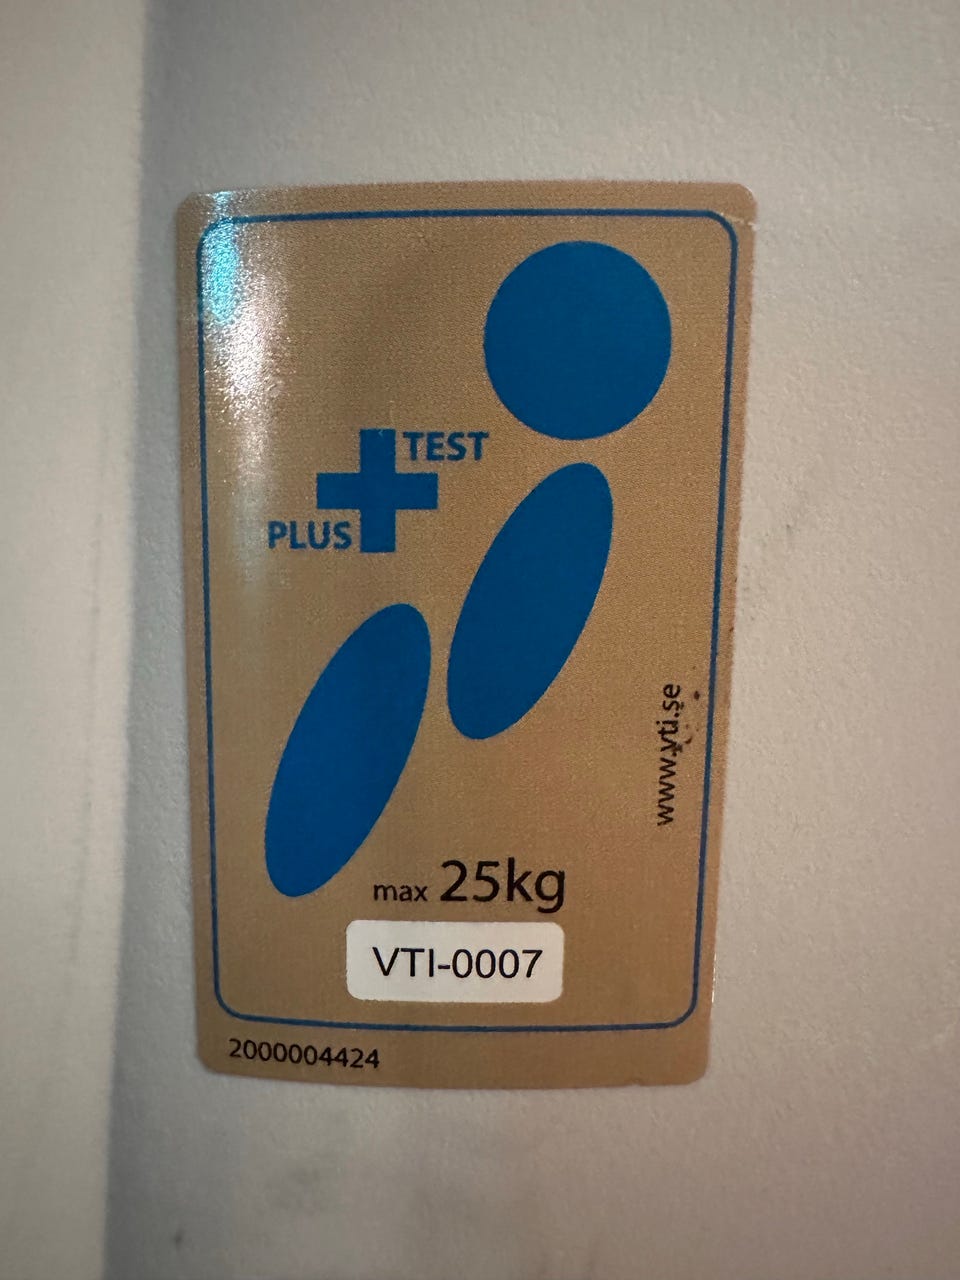 TEST
PLUS
www.vti.se
max 25kg
VTI-0007
2000004424